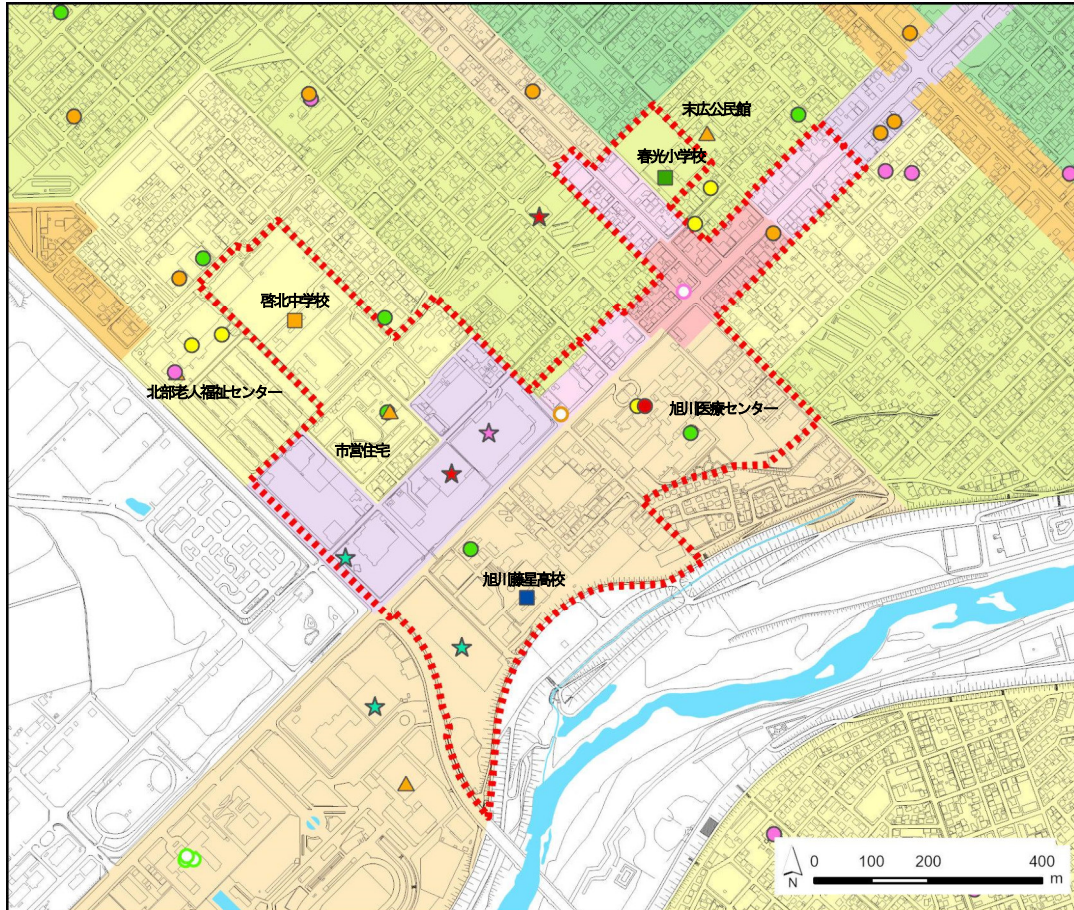 末広公民館
春光小学校
啓北中学校
北部老人福祉センター
旭川医療センター
市営住宅
旭川藤星高校
0 100 200 400
m
N